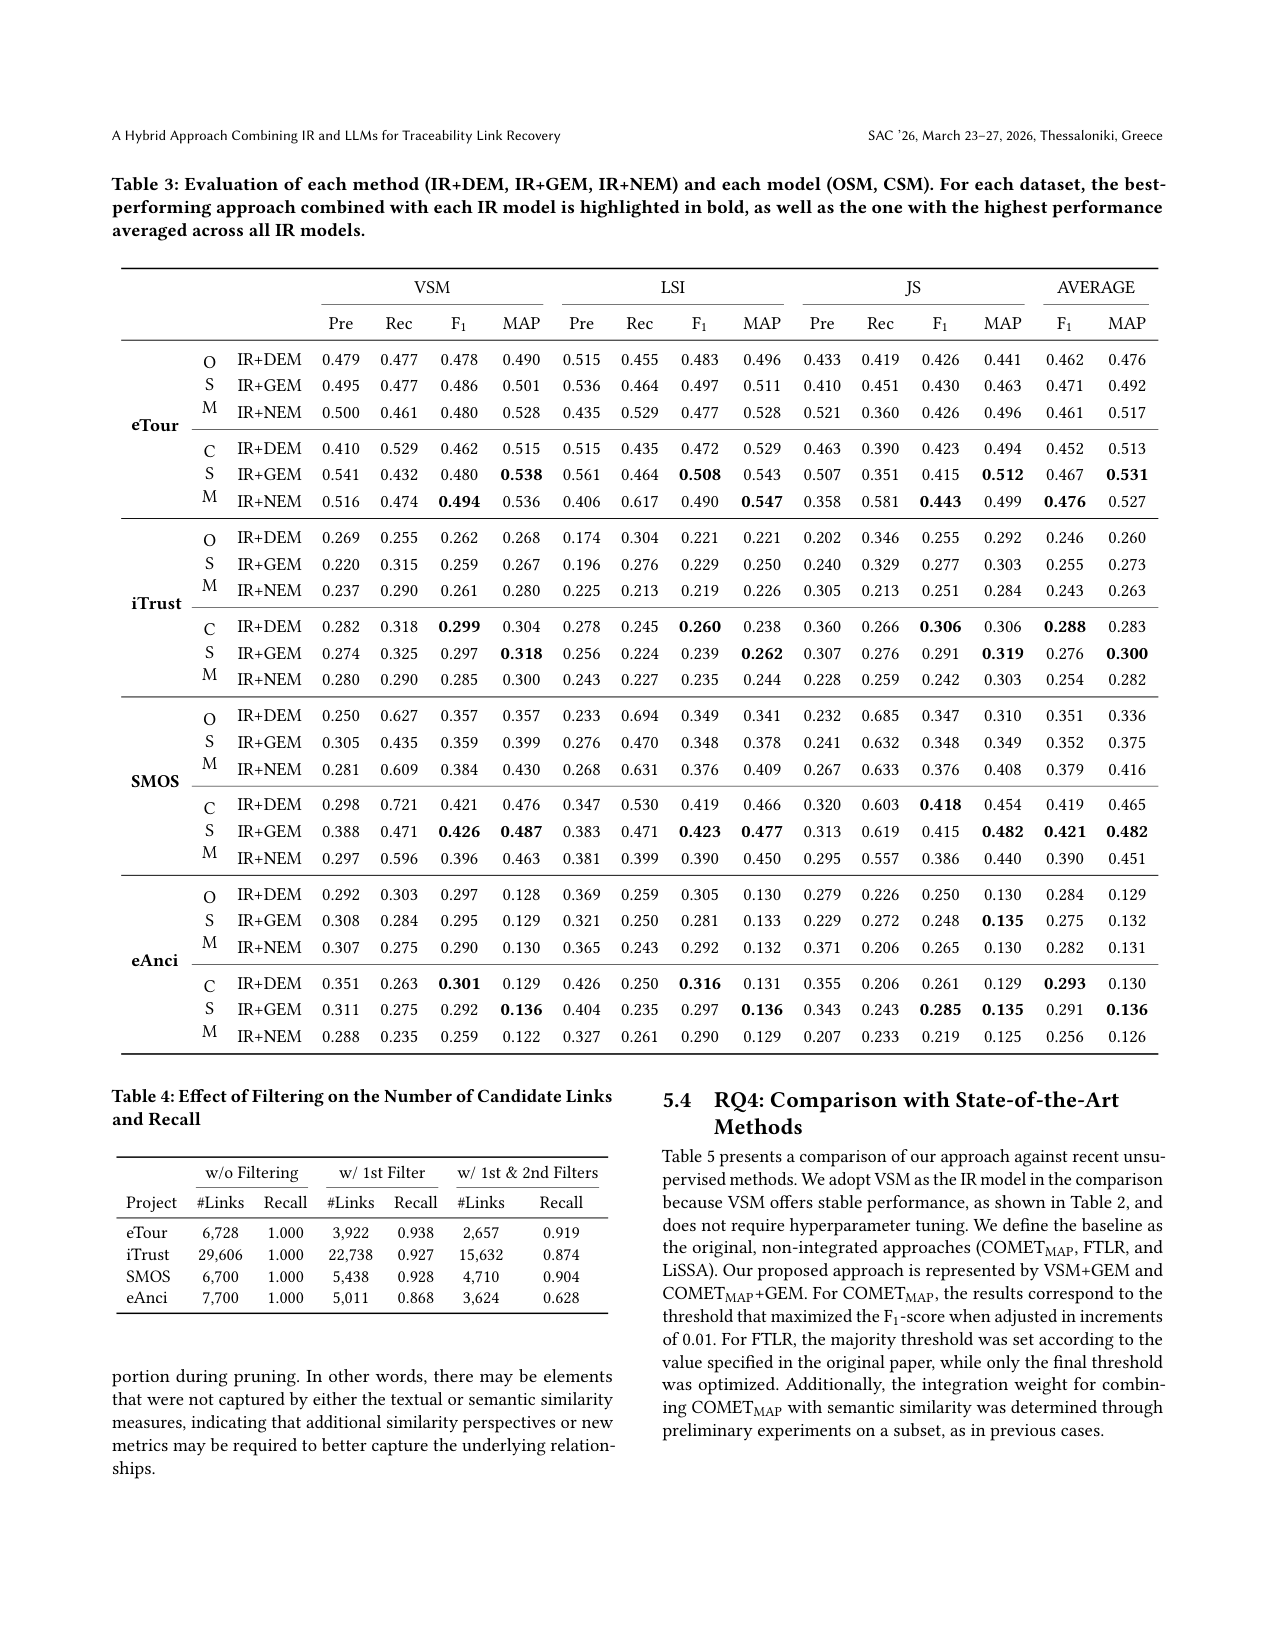 A Hybrid Approach Combining IR and LLMs for Traceability Link Recovery
SAC ’26, March 23–27, 2026, Thessaloniki, Greece
Table 3: Evaluation of each method (IR+DEM, IR+GEM, IR+NEM) and each model (OSM, CSM). For each dataset, the best-
performing approach combined with each IR model is highlighted in bold, as well as the one with the highest performance
averaged across all IR models.
VSM LSI JS AVERAGE
Pre Rec F1 MAP Pre Rec F1 MAP Pre Rec F1 MAP F1 MAP
eTour
O S M
IR+DEM 0.479 0.477 0.478 0.490 0.515 0.455 0.483 0.496 0.433 0.419 0.426 0.441 0.462 0.476
IR+GEM 0.495 0.477 0.486 0.501 0.536 0.464 0.497 0.511 0.410 0.451 0.430 0.463 0.471 0.492
IR+NEM 0.500 0.461 0.480 0.528 0.435 0.529 0.477 0.528 0.521 0.360 0.426 0.496 0.461 0.517
C S M
IR+DEM 0.410 0.529 0.462 0.515 0.515 0.435 0.472 0.529 0.463 0.390 0.423 0.494 0.452 0.513
IR+GEM 0.541 0.432 0.480 0.538 0.561 0.464 0.508 0.543 0.507 0.351 0.415 0.512 0.467 0.531
IR+NEM 0.516 0.474 0.494 0.536 0.406 0.617 0.490 0.547 0.358 0.581 0.443 0.499 0.476 0.527
iTrust
O S M
IR+DEM 0.269 0.255 0.262 0.268 0.174 0.304 0.221 0.221 0.202 0.346 0.255 0.292 0.246 0.260
IR+GEM 0.220 0.315 0.259 0.267 0.196 0.276 0.229 0.250 0.240 0.329 0.277 0.303 0.255 0.273
IR+NEM 0.237 0.290 0.261 0.280 0.225 0.213 0.219 0.226 0.305 0.213 0.251 0.284 0.243 0.263
C S M
IR+DEM 0.282 0.318 0.299 0.304 0.278 0.245 0.260 0.238 0.360 0.266 0.306 0.306 0.288 0.283
IR+GEM 0.274 0.325 0.297 0.318 0.256 0.224 0.239 0.262 0.307 0.276 0.291 0.319 0.276 0.300
IR+NEM 0.280 0.290 0.285 0.300 0.243 0.227 0.235 0.244 0.228 0.259 0.242 0.303 0.254 0.282
SMOS
O S M
IR+DEM 0.250 0.627 0.357 0.357 0.233 0.694 0.349 0.341 0.232 0.685 0.347 0.310 0.351 0.336
IR+GEM 0.305 0.435 0.359 0.399 0.276 0.470 0.348 0.378 0.241 0.632 0.348 0.349 0.352 0.375
IR+NEM 0.281 0.609 0.384 0.430 0.268 0.631 0.376 0.409 0.267 0.633 0.376 0.408 0.379 0.416
C S M
IR+DEM 0.298 0.721 0.421 0.476 0.347 0.530 0.419 0.466 0.320 0.603 0.418 0.454 0.419 0.465
IR+GEM 0.388 0.471 0.426 0.487 0.383 0.471 0.423 0.477 0.313 0.619 0.415 0.482 0.421 0.482
IR+NEM 0.297 0.596 0.396 0.463 0.381 0.399 0.390 0.450 0.295 0.557 0.386 0.440 0.390 0.451
eAnci
O S M
IR+DEM 0.292 0.303 0.297 0.128 0.369 0.259 0.305 0.130 0.279 0.226 0.250 0.130 0.284 0.129
IR+GEM 0.308 0.284 0.295 0.129 0.321 0.250 0.281 0.133 0.229 0.272 0.248 0.135 0.275 0.132
IR+NEM 0.307 0.275 0.290 0.130 0.365 0.243 0.292 0.132 0.371 0.206 0.265 0.130 0.282 0.131
C S M
IR+DEM 0.351 0.263 0.301 0.129 0.426 0.250 0.316 0.131 0.355 0.206 0.261 0.129 0.293 0.130
IR+GEM 0.311 0.275 0.292 0.136 0.404 0.235 0.297 0.136 0.343 0.243 0.285 0.135 0.291 0.136
IR+NEM 0.288 0.235 0.259 0.122 0.327 0.261 0.290 0.129 0.207 0.233 0.219 0.125 0.256 0.126
Table 4: Effect of Filtering on the Number of Candidate Links
and Recall
w/o Filtering w/ 1st Filter w/ 1st & 2nd Filters
Project #Links Recall #Links Recall #Links Recall
eTour 6,728 1.000 3,922 0.938 2,657 0.919
iTrust 29,606 1.000 22,738 0.927 15,632 0.874
SMOS 6,700 1.000 5,438 0.928 4,710 0.904
eAnci 7,700 1.000 5,011 0.868 3,624 0.628
portion during pruning. In other words, there may be elements
that were not captured by either the textual or semantic similarity
measures, indicating that additional similarity perspectives or new
metrics may be required to better capture the underlying relation-
ships.
5.4 RQ4: Comparison with State-of-the-Art
Methods
Table 5 presents a comparison of our approach against recent unsu-
pervised methods. We adopt VSM as the IR model in the comparison
because VSM offers stable performance, as shown in Table 2, and
does not require hyperparameter tuning. We define the baseline as
the original, non-integrated approaches (COMETMAP, FTLR, and
LiSSA). Our proposed approach is represented by VSM+GEM and
COMETMAP+GEM. For COMETMAP, the results correspond to the
threshold that maximized the F1-score when adjusted in increments
of 0.01. For FTLR, the majority threshold was set according to the
value specified in the original paper, while only the final threshold
was optimized. Additionally, the integration weight for combin-
ing COMETMAP with semantic similarity was determined through
preliminary experiments on a subset, as in previous cases.